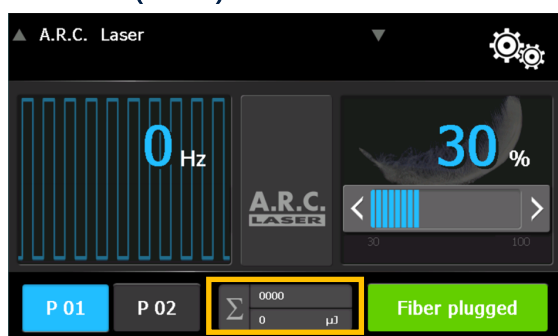 ▲ A.R.C. Laser ▼
0 Hz
30 %
A.R.C.
LASER
30 100
P 01
P 02
Σ 0000
0 µJ
Fiber plugged